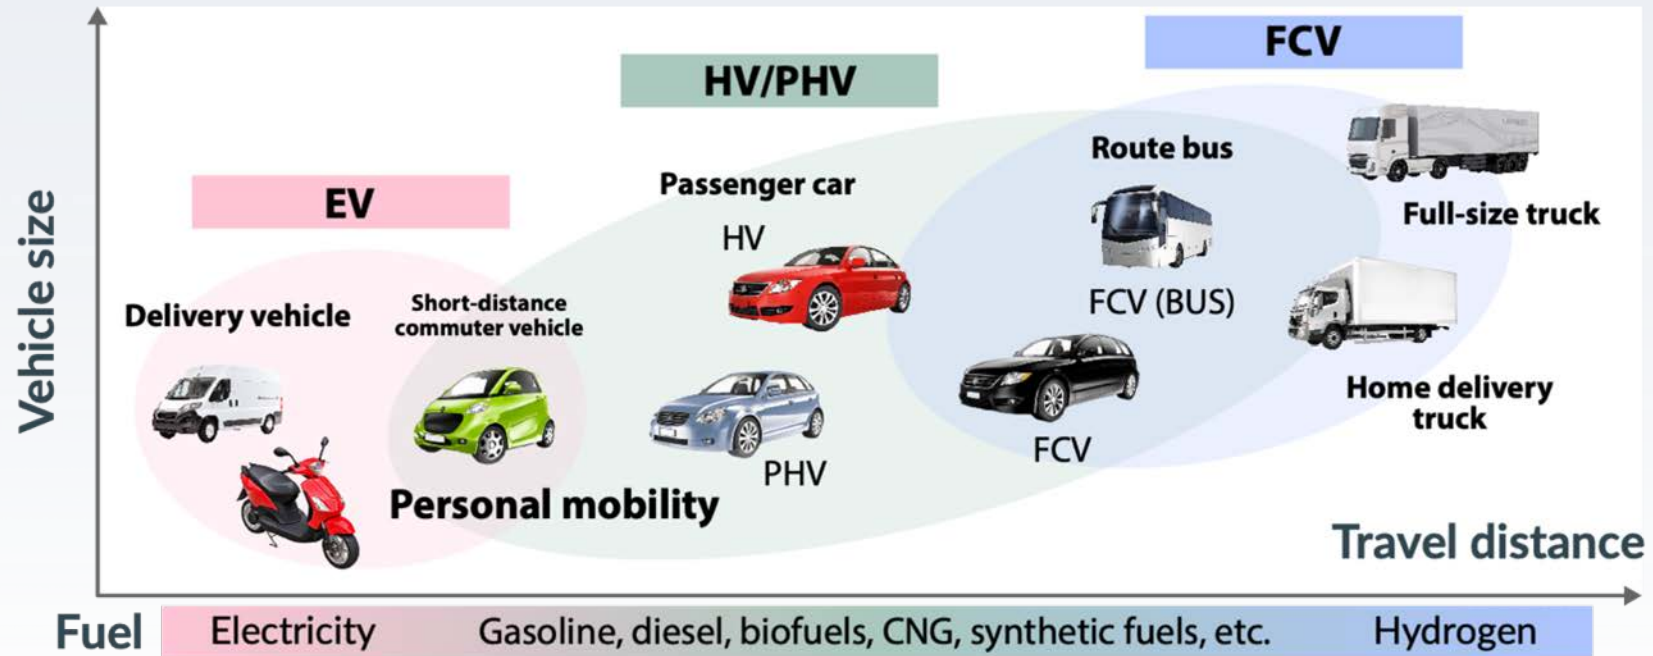 FCV
HV/PHV
EV
Route bus
Passenger car
HV
Full-size truck
Delivery vehicle
Short-distance
commuter vehicle
FCV (BUS)
Home delivery
truck
FCV
PHV
Personal mobility
Vehicle size
Travel distance
Fuel
Electricity
Gasoline, diesel, biofuels, CNG, synthetic fuels, etc.
Hydrogen